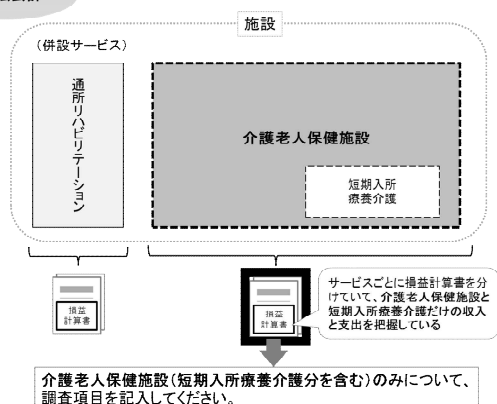 施設
(併設サービス)
通所リハビリテーション
介護老人保健施設
短期入所
療養介護
損益
計算書
損益
計算書
サービスごとに損益計算書を分
けていて、介護老人保健施設と
短期入所療養介護だけの収入
と支出を把握している
介護老人保健施設(短期入所療養介護分を含む)のみについて、
調査項目を記入してください。